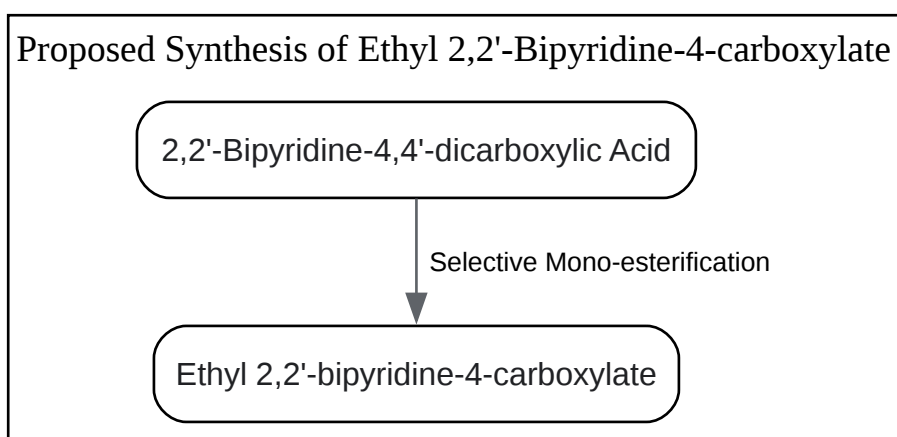 Proposed Synthesis of Ethyl 2,2'-Bipyridine-4-carboxylate
2,2'-Bipyridine-4,4'-dicarboxylic Acid
Selective Mono-esterification
Ethyl 2,2'-bipyridine-4-carboxylate